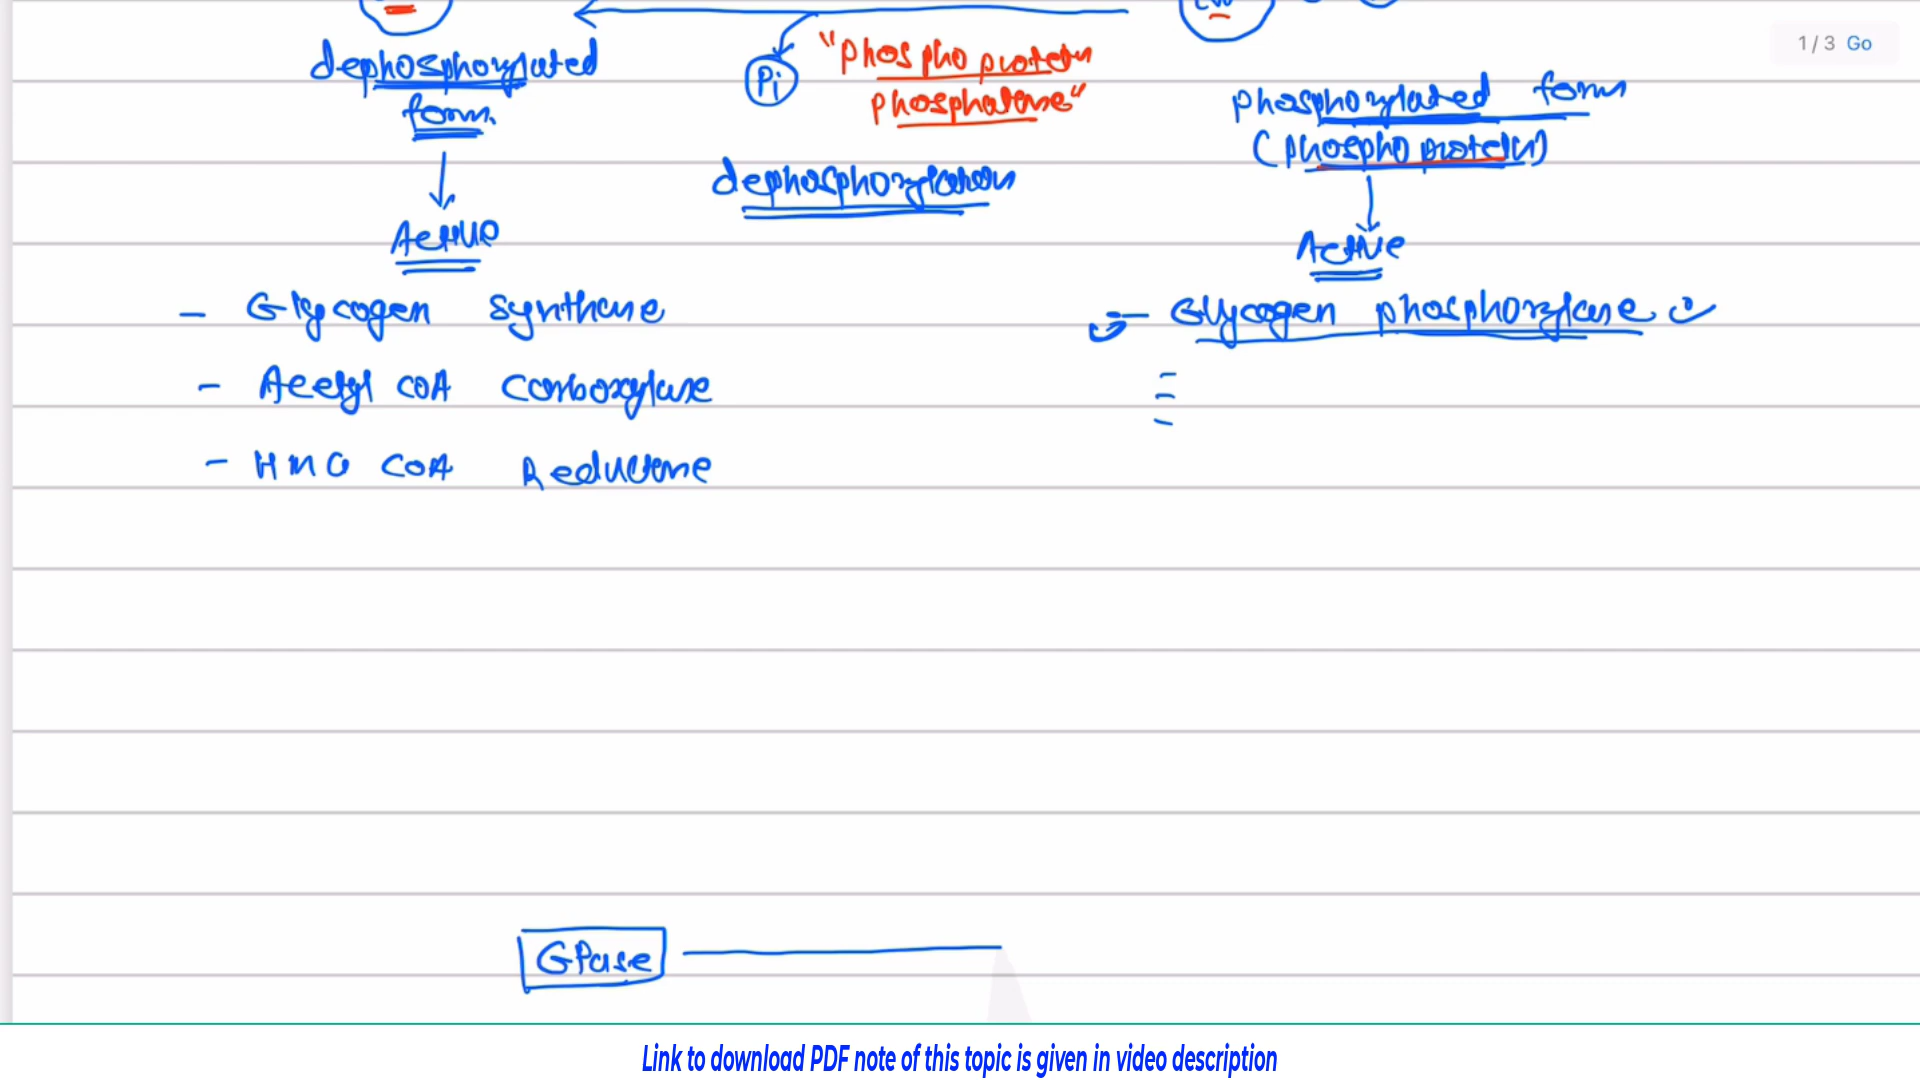 1 / 3 Go
dephosphorylated
form
Pi
"phospho protein
phosphatase"
phosphorylated form
(phospho protein)
dephosphorylation
Active
Active
- Glycogen synthase
- Glycogen phosphorylase
- Acetyl CoA Carboxylase
- HMG CoA Reductase
GPase
Link to download PDF note of this topic is given in video description